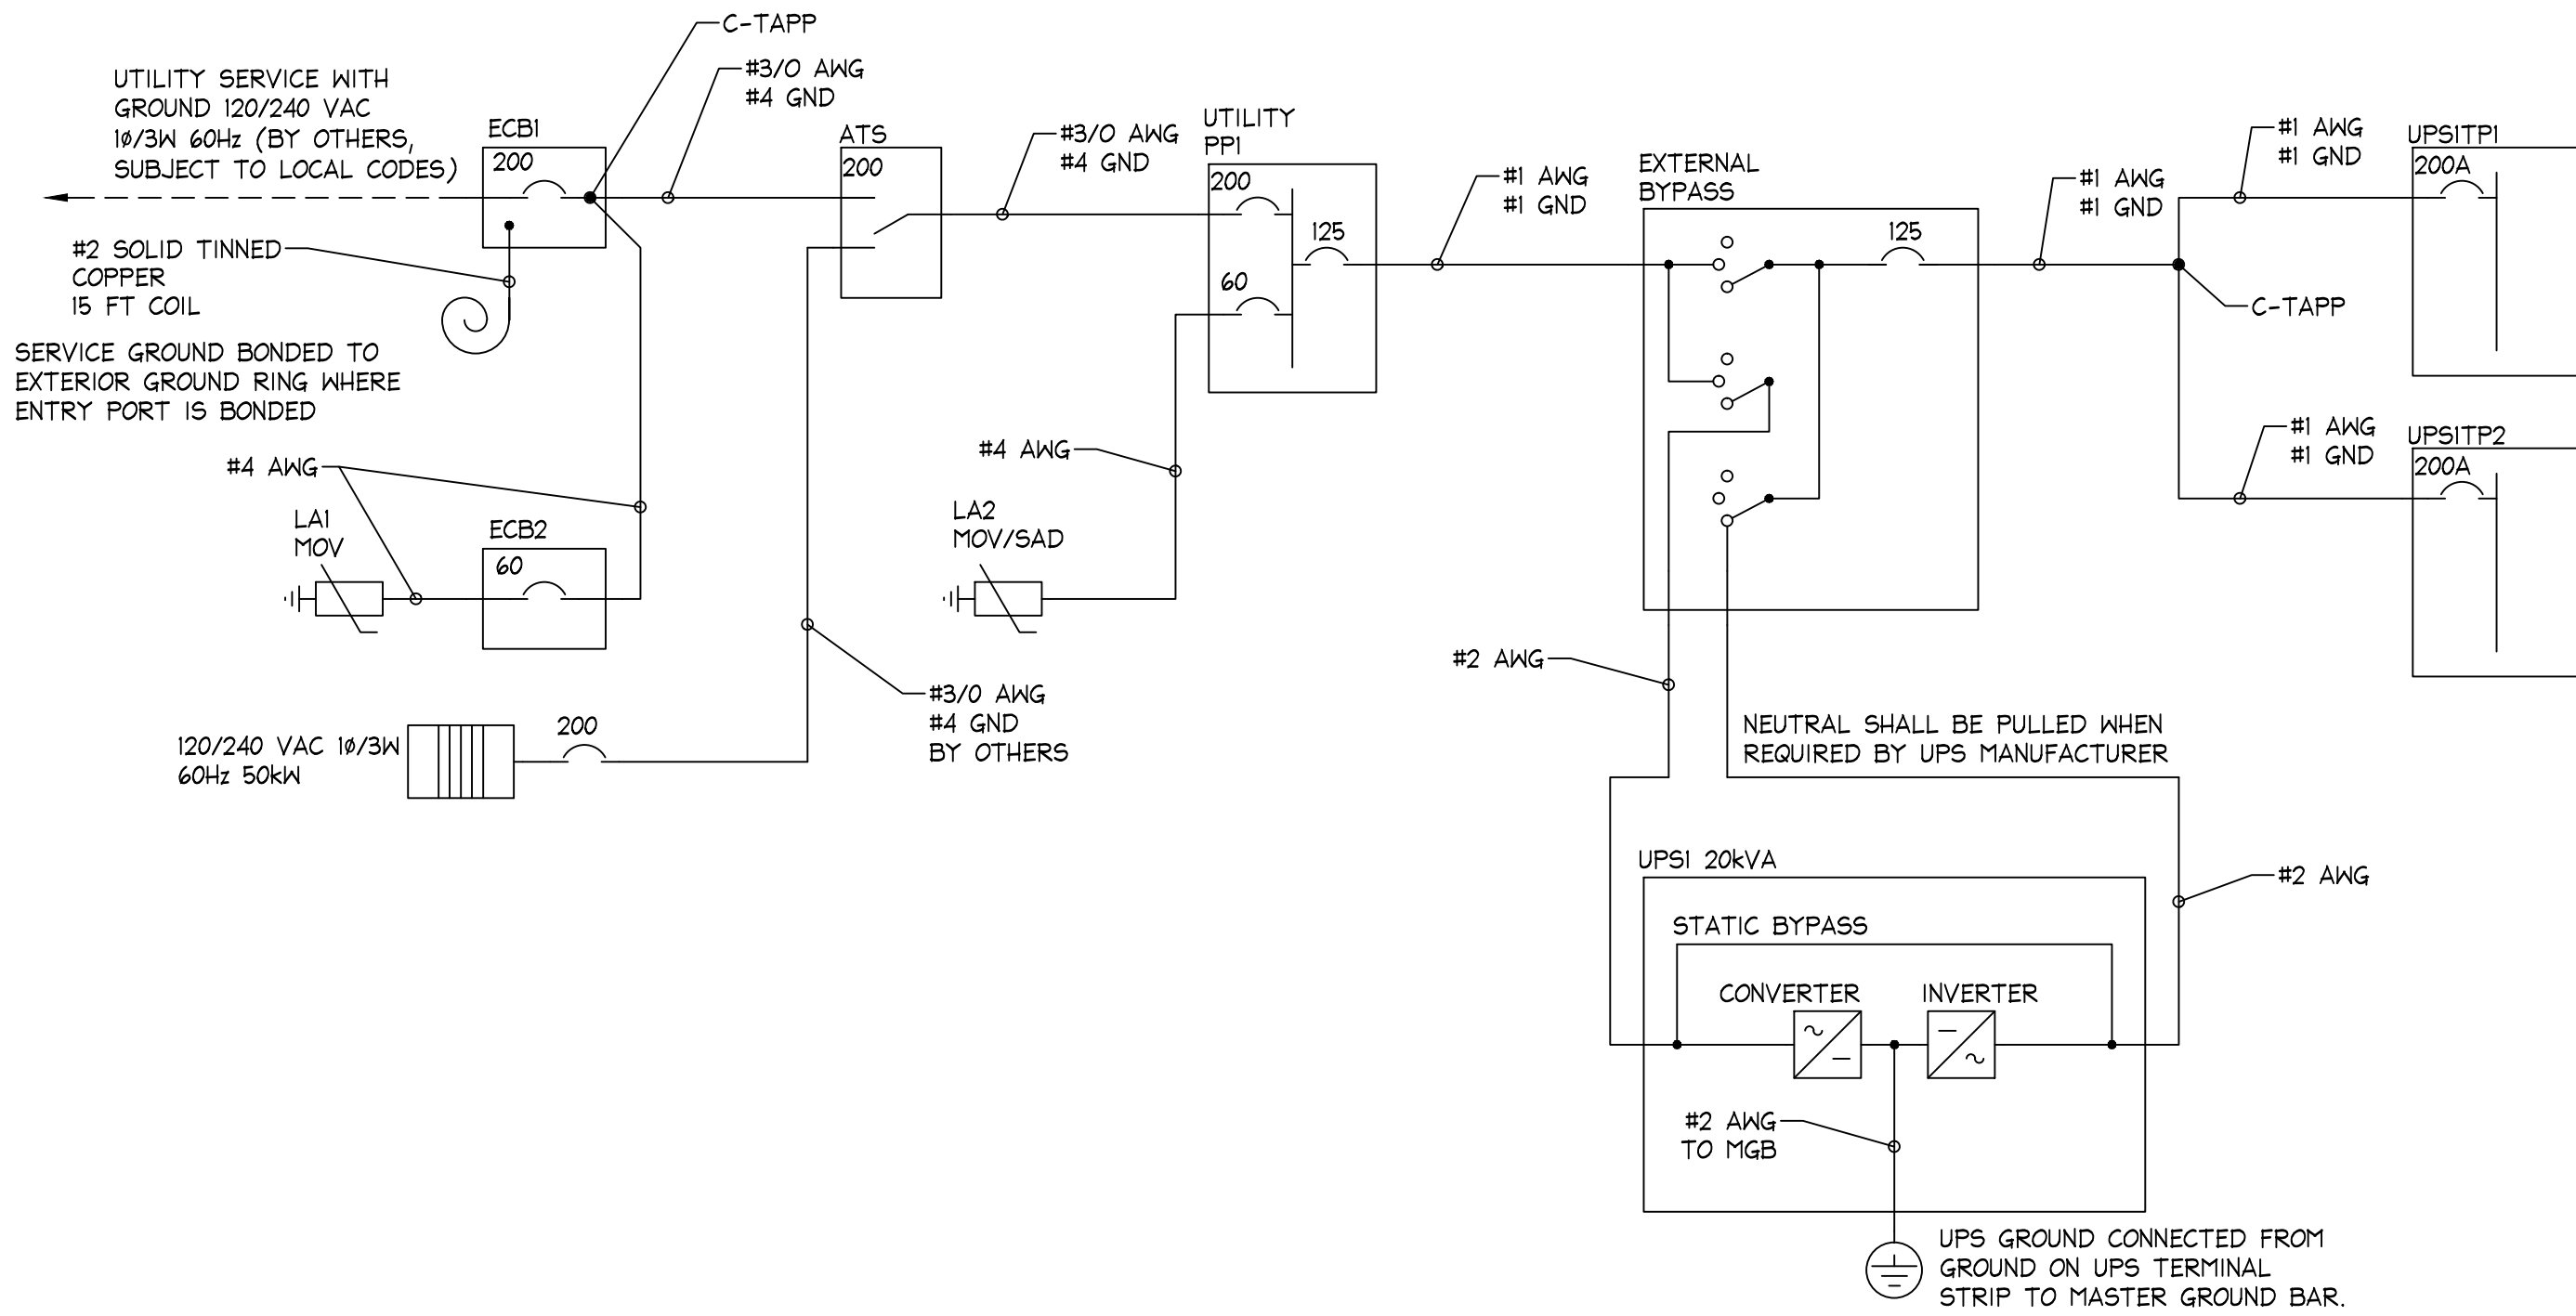 C-TAPP
#3/0 AWG
#4 GND
UTILITY SERVICE WITH
GROUND 120/240 VAC
1ø/3W 60Hz (BY OTHERS,
SUBJECT TO LOCAL CODES)
ECB1
200
#2 SOLID TINNED
COPPER
15 FT COIL
SERVICE GROUND BONDED TO
EXTERIOR GROUND RING WHERE
ENTRY PORT IS BONDED
#4 AWG
LA1
MOV
ECB2
60
120/240 VAC 1ø/3W
60Hz 50kW
200
ATS
200
#3/0 AWG
#4 GND
#3/0 AWG
#4 GND
BY OTHERS
UTILITY
PP1
200
125
60
#4 AWG
LA2
MOV/SAD
#1 AWG
#1 GND
EXTERNAL
BYPASS
125
#1 AWG
#1 GND
#1 AWG
#1 GND
UPS1TP1
200A
C-TAPP
#1 AWG
#1 GND
UPS1TP2
200A
#2 AWG
NEUTRAL SHALL BE PULLED WHEN
REQUIRED BY UPS MANUFACTURER
UPS1 20kVA
#2 AWG
STATIC BYPASS
CONVERTER
INVERTER
#2 AWG
TO MGB
UPS GROUND CONNECTED FROM
GROUND ON UPS TERMINAL
STRIP TO MASTER GROUND BAR.